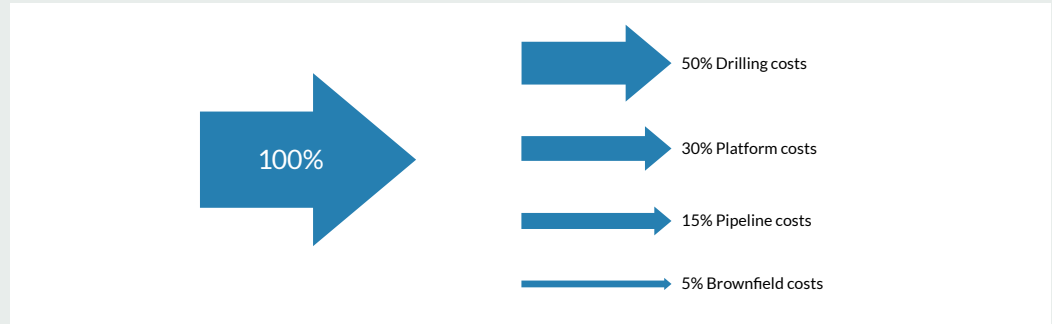 100%
50% Drilling costs
30% Platform costs
15% Pipeline costs
5% Brownfield costs